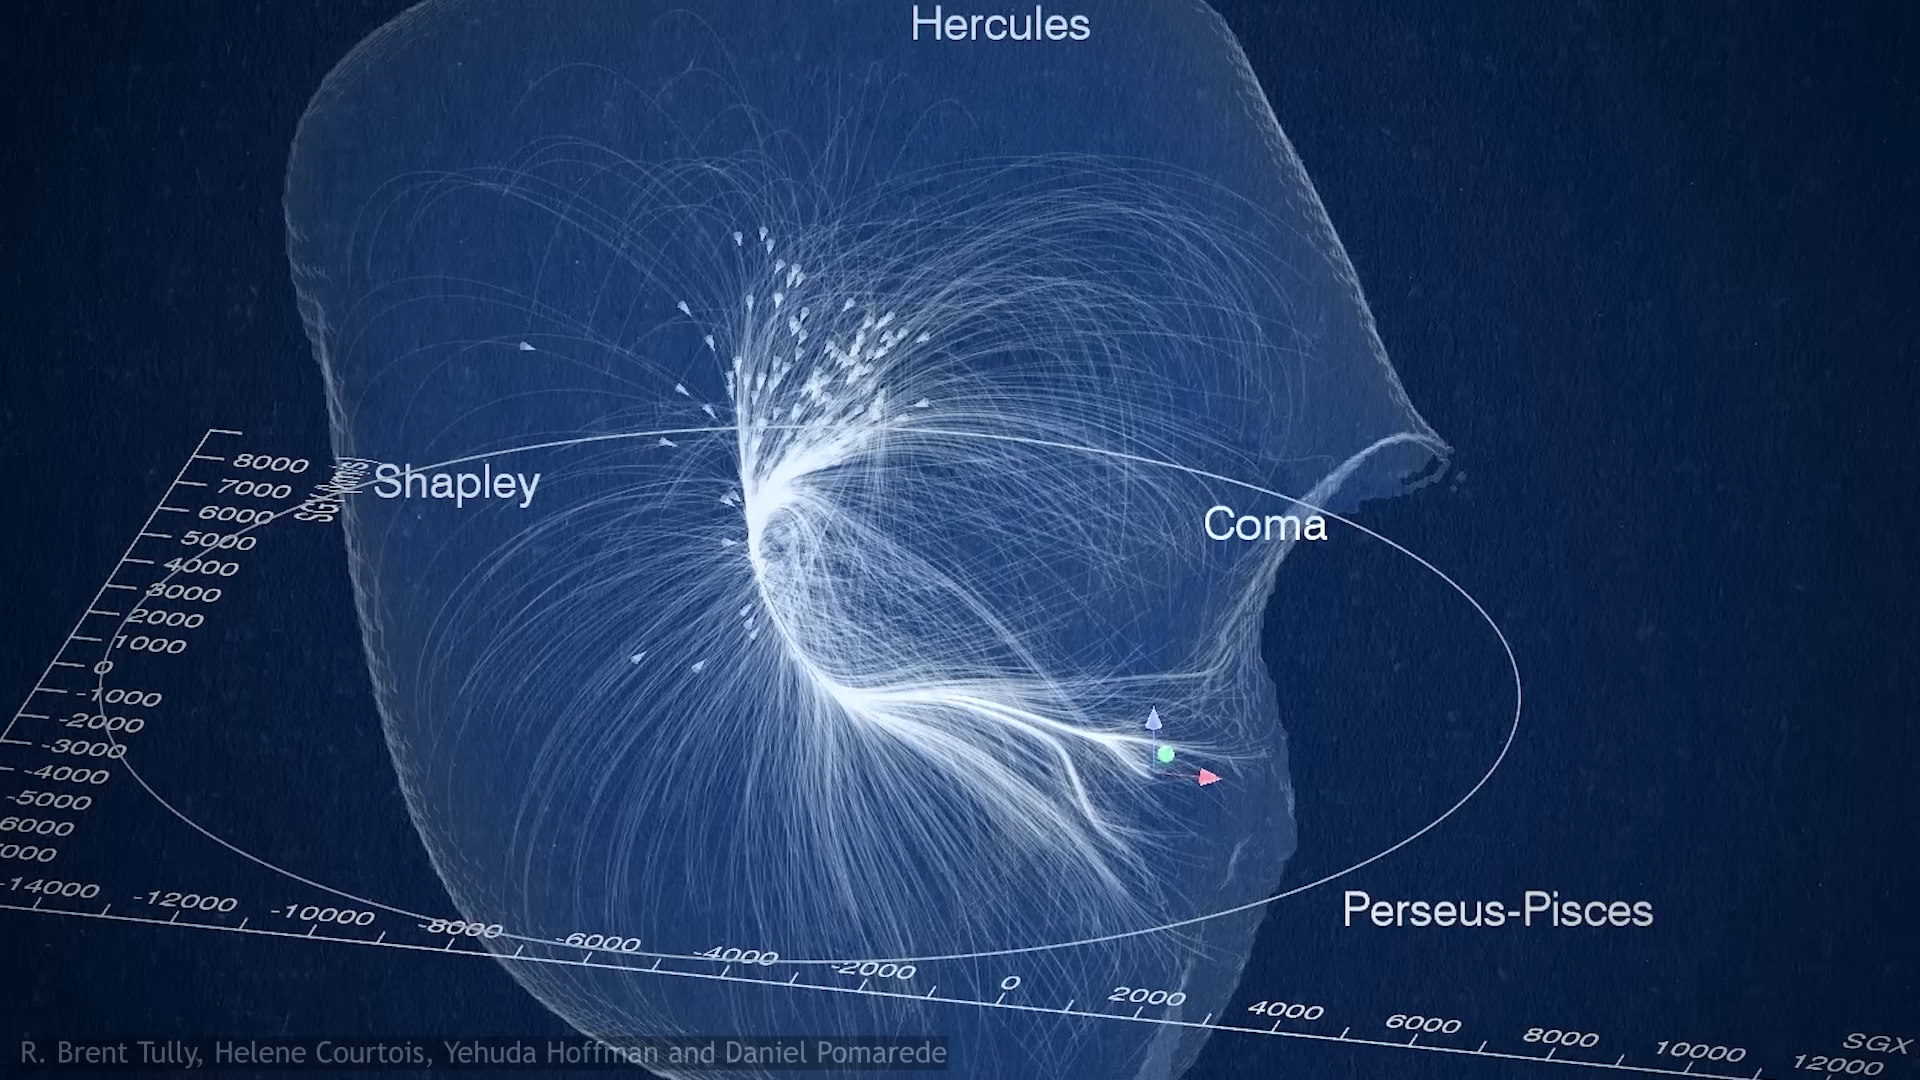 Hercules
Shapley
Coma
Perseus-Pisces
8000
7000
6000
5000
4000
3000
2000
1000
0
-1000
-2000
-3000
-4000
-5000
6000
000
-14000 -12000 -10000 -8000 -6000 -4000 -2000 0 2000 4000 6000 8000 10000 12000
SGX
R. Brent Tully, Helene Courtois, Yehuda Hoffman and Daniel Pomarede